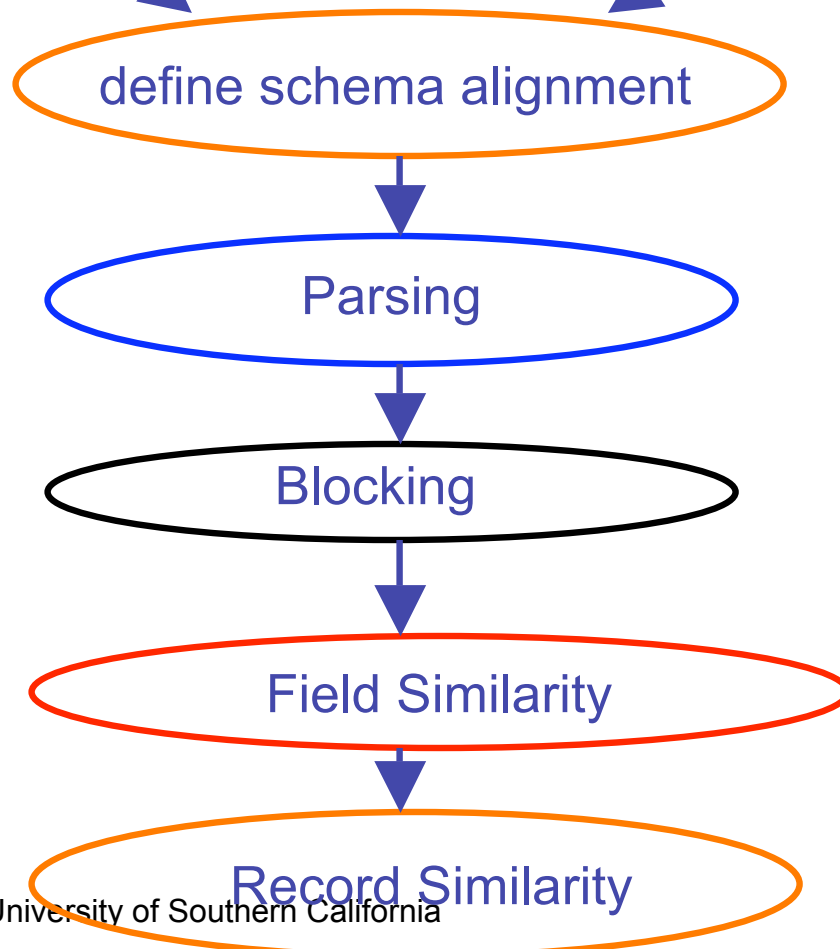 define schema alignment
Parsing
Blocking
Field Similarity
Record Similarity
University of Southern California